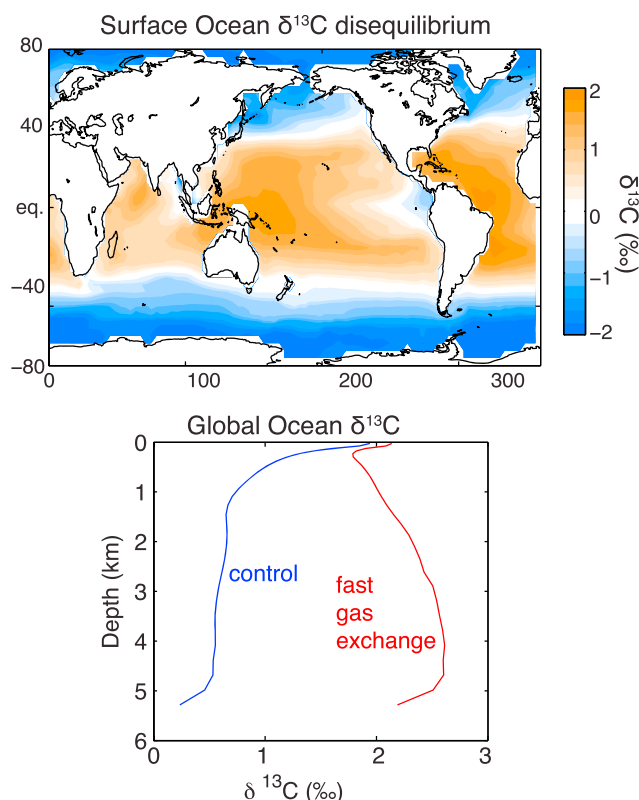 Surface Ocean δ¹³C disequilibrium
80
40
eq.
−40
−80
0 100 200 300
2
1
0
−1
−2
δ¹³C (‰)
Global Ocean δ¹³C
0
1
2
3
4
5
6
Depth (km)
control
fast
gas
exchange
0 1 2 3
δ ¹³C (‰)